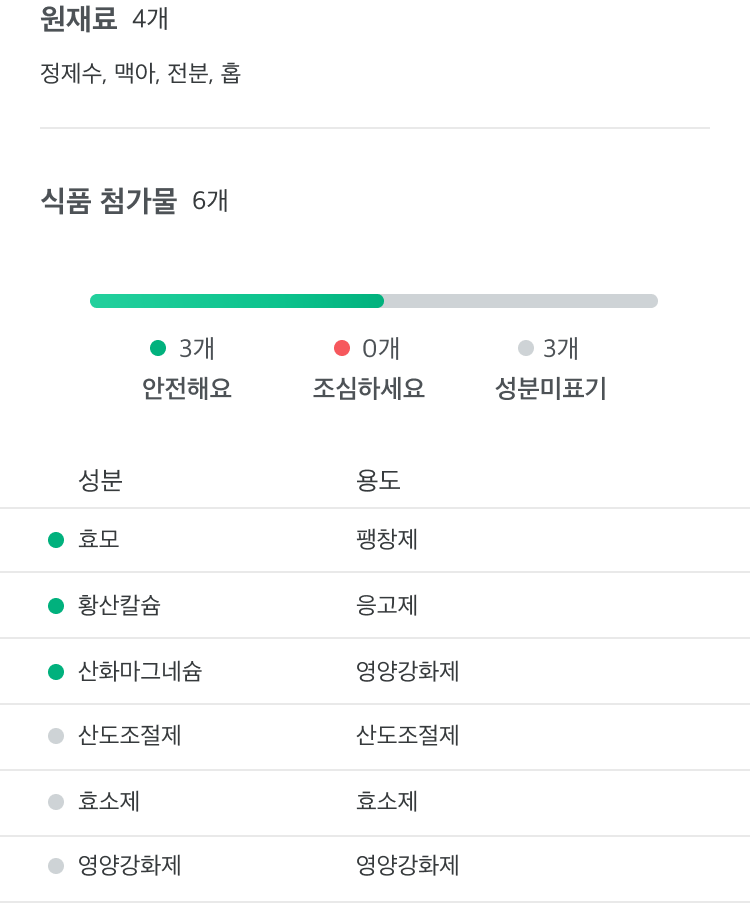 원재료 4개
정제수, 맥아, 전분, 홉
식품 첨가물 6개
3개 0개 3개
안전해요 조심하세요 성분미표기
성분 용도
효모 팽창제
황산칼슘 응고제
산화마그네슘 영양강화제
산도조절제 산도조절제
효소제 효소제
영양강화제 영양강화제